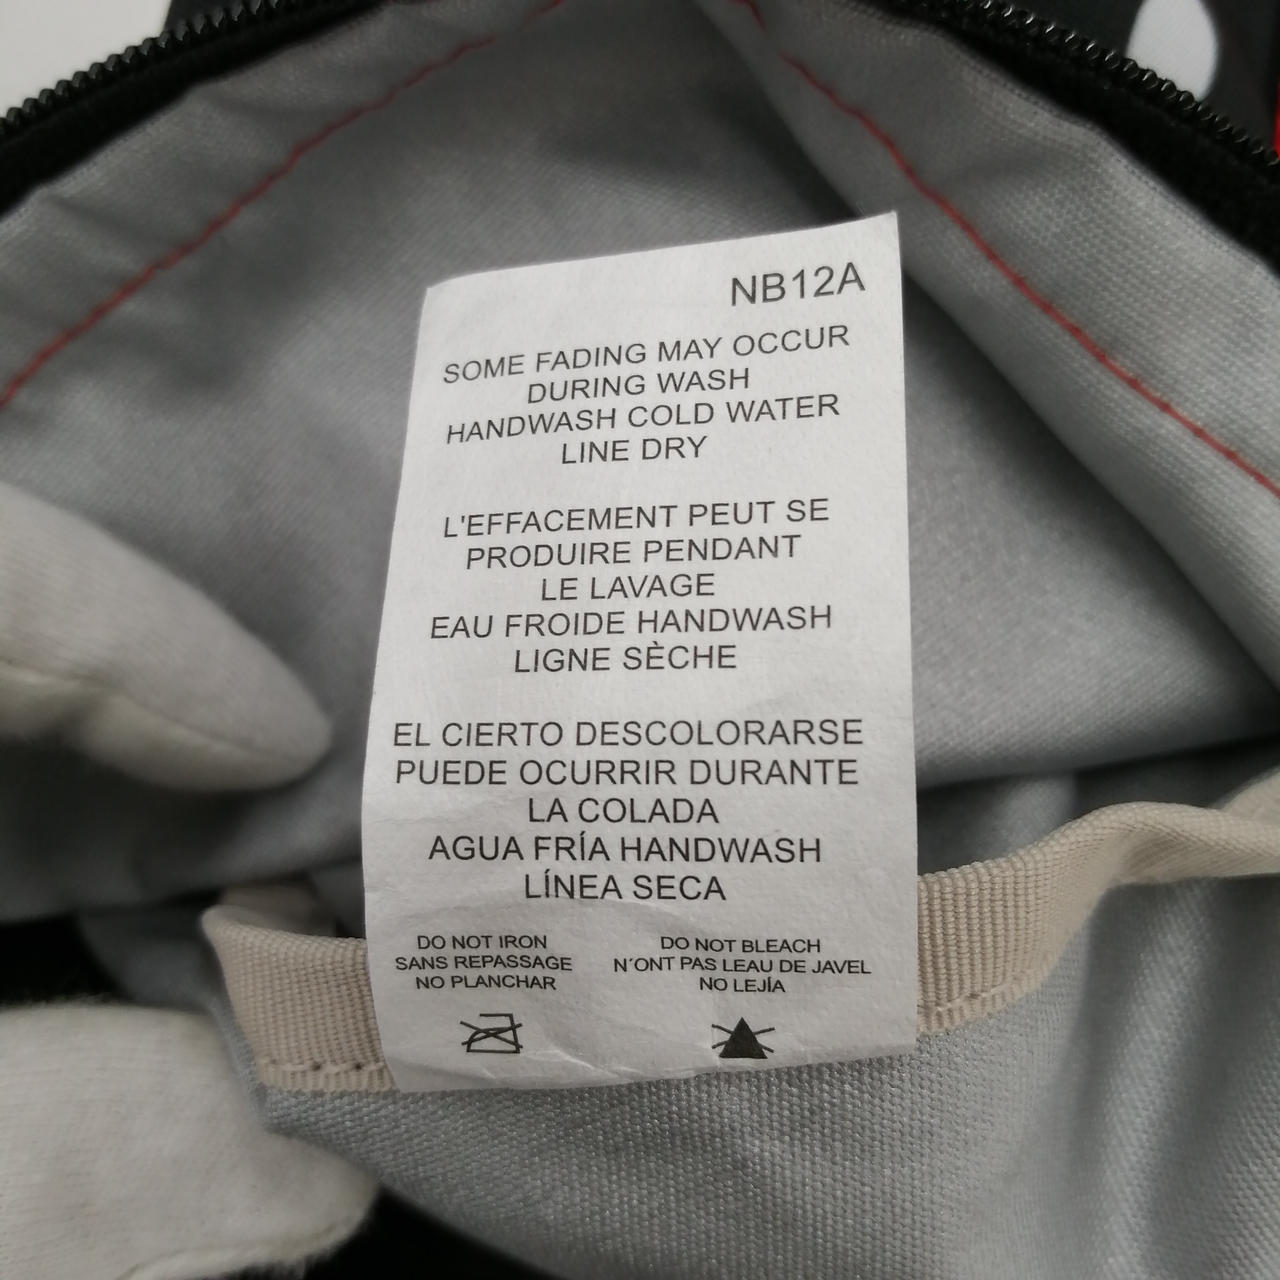 NB12A
SOME FADING MAY OCCUR
DURING WASH
HANDWASH COLD WATER
LINE DRY
L'EFFACEMENT PEUT SE
PRODUIRE PENDANT
LE LAVAGE
EAU FROIDE HANDWASH
LIGNE SÈCHE
EL CIERTO DESCOLORARSE
PUEDE OCURRIR DURANTE
LA COLADA
AGUA FRÍA HANDWASH
LÍNEA SECA
DO NOT IRON
SANS REPASSAGE
NO PLANCHAR
DO NOT BLEACH
N'ONT PAS LEAU DE JAVEL
NO LEJÍA